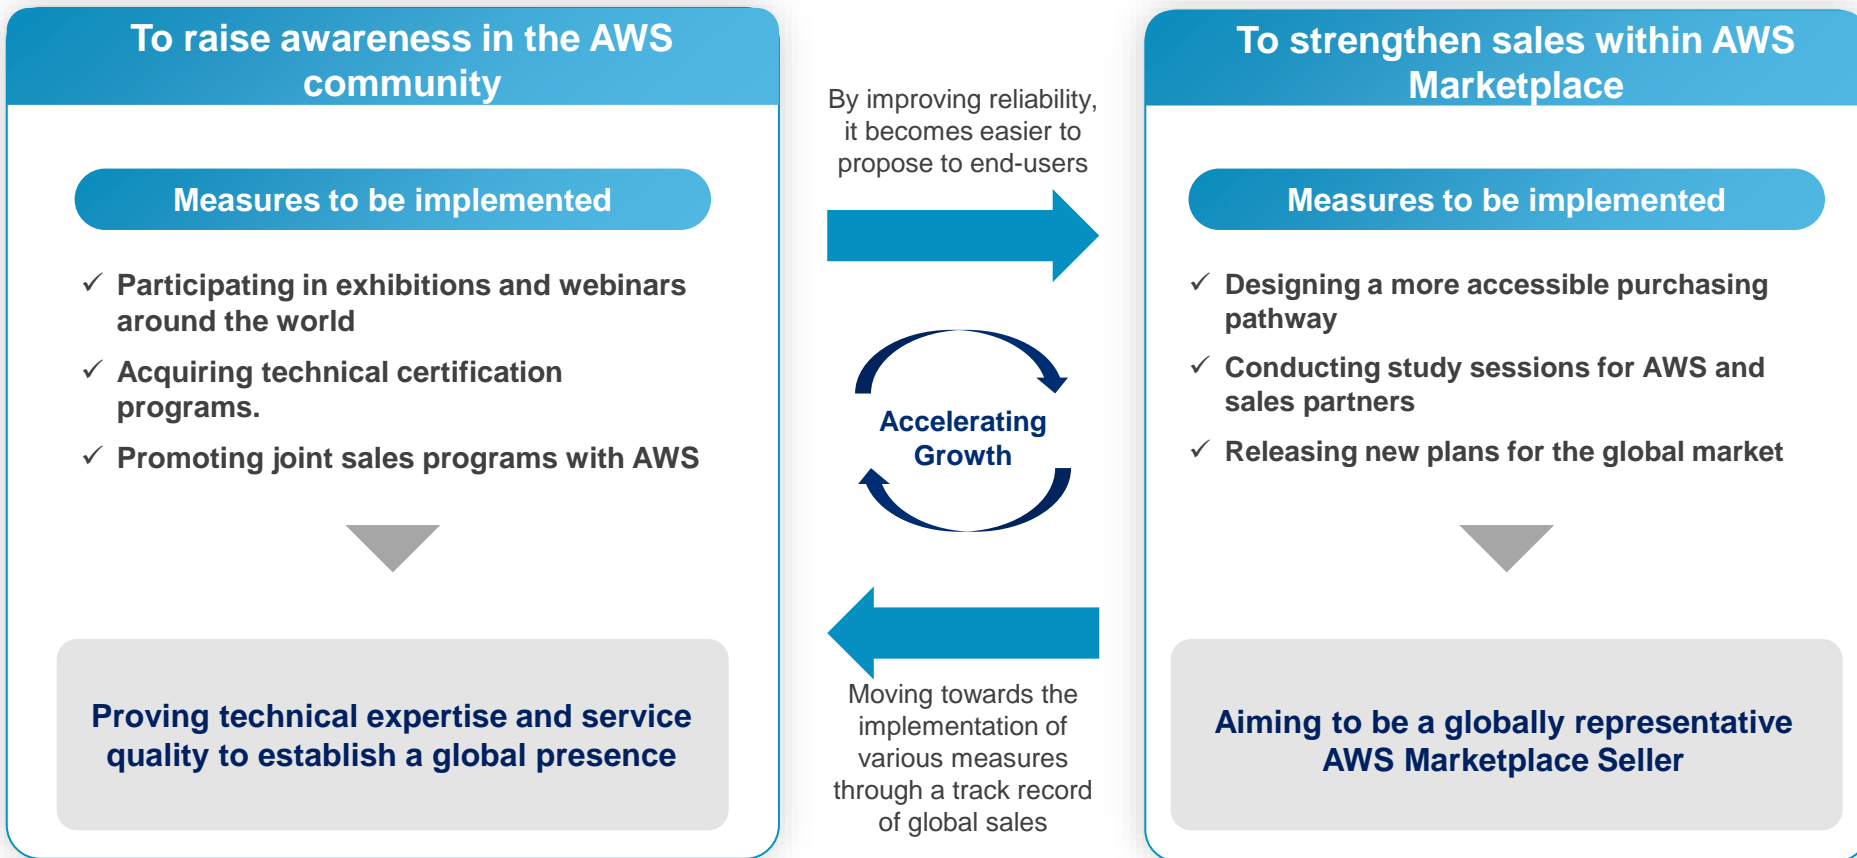 To raise awareness in the AWS
community
Measures to be implemented
✓ Participating in exhibitions and webinars
around the world
✓ Acquiring technical certification
programs.
✓ Promoting joint sales programs with AWS
Proving technical expertise and service
quality to establish a global presence
By improving reliability,
it becomes easier to
propose to end-users
Accelerating
Growth
Moving towards the
implementation of
various measures
through a track record
of global sales
To strengthen sales within AWS
Marketplace
Measures to be implemented
✓ Designing a more accessible purchasing
pathway
✓ Conducting study sessions for AWS and
sales partners
✓ Releasing new plans for the global market
Aiming to be a globally representative
AWS Marketplace Seller